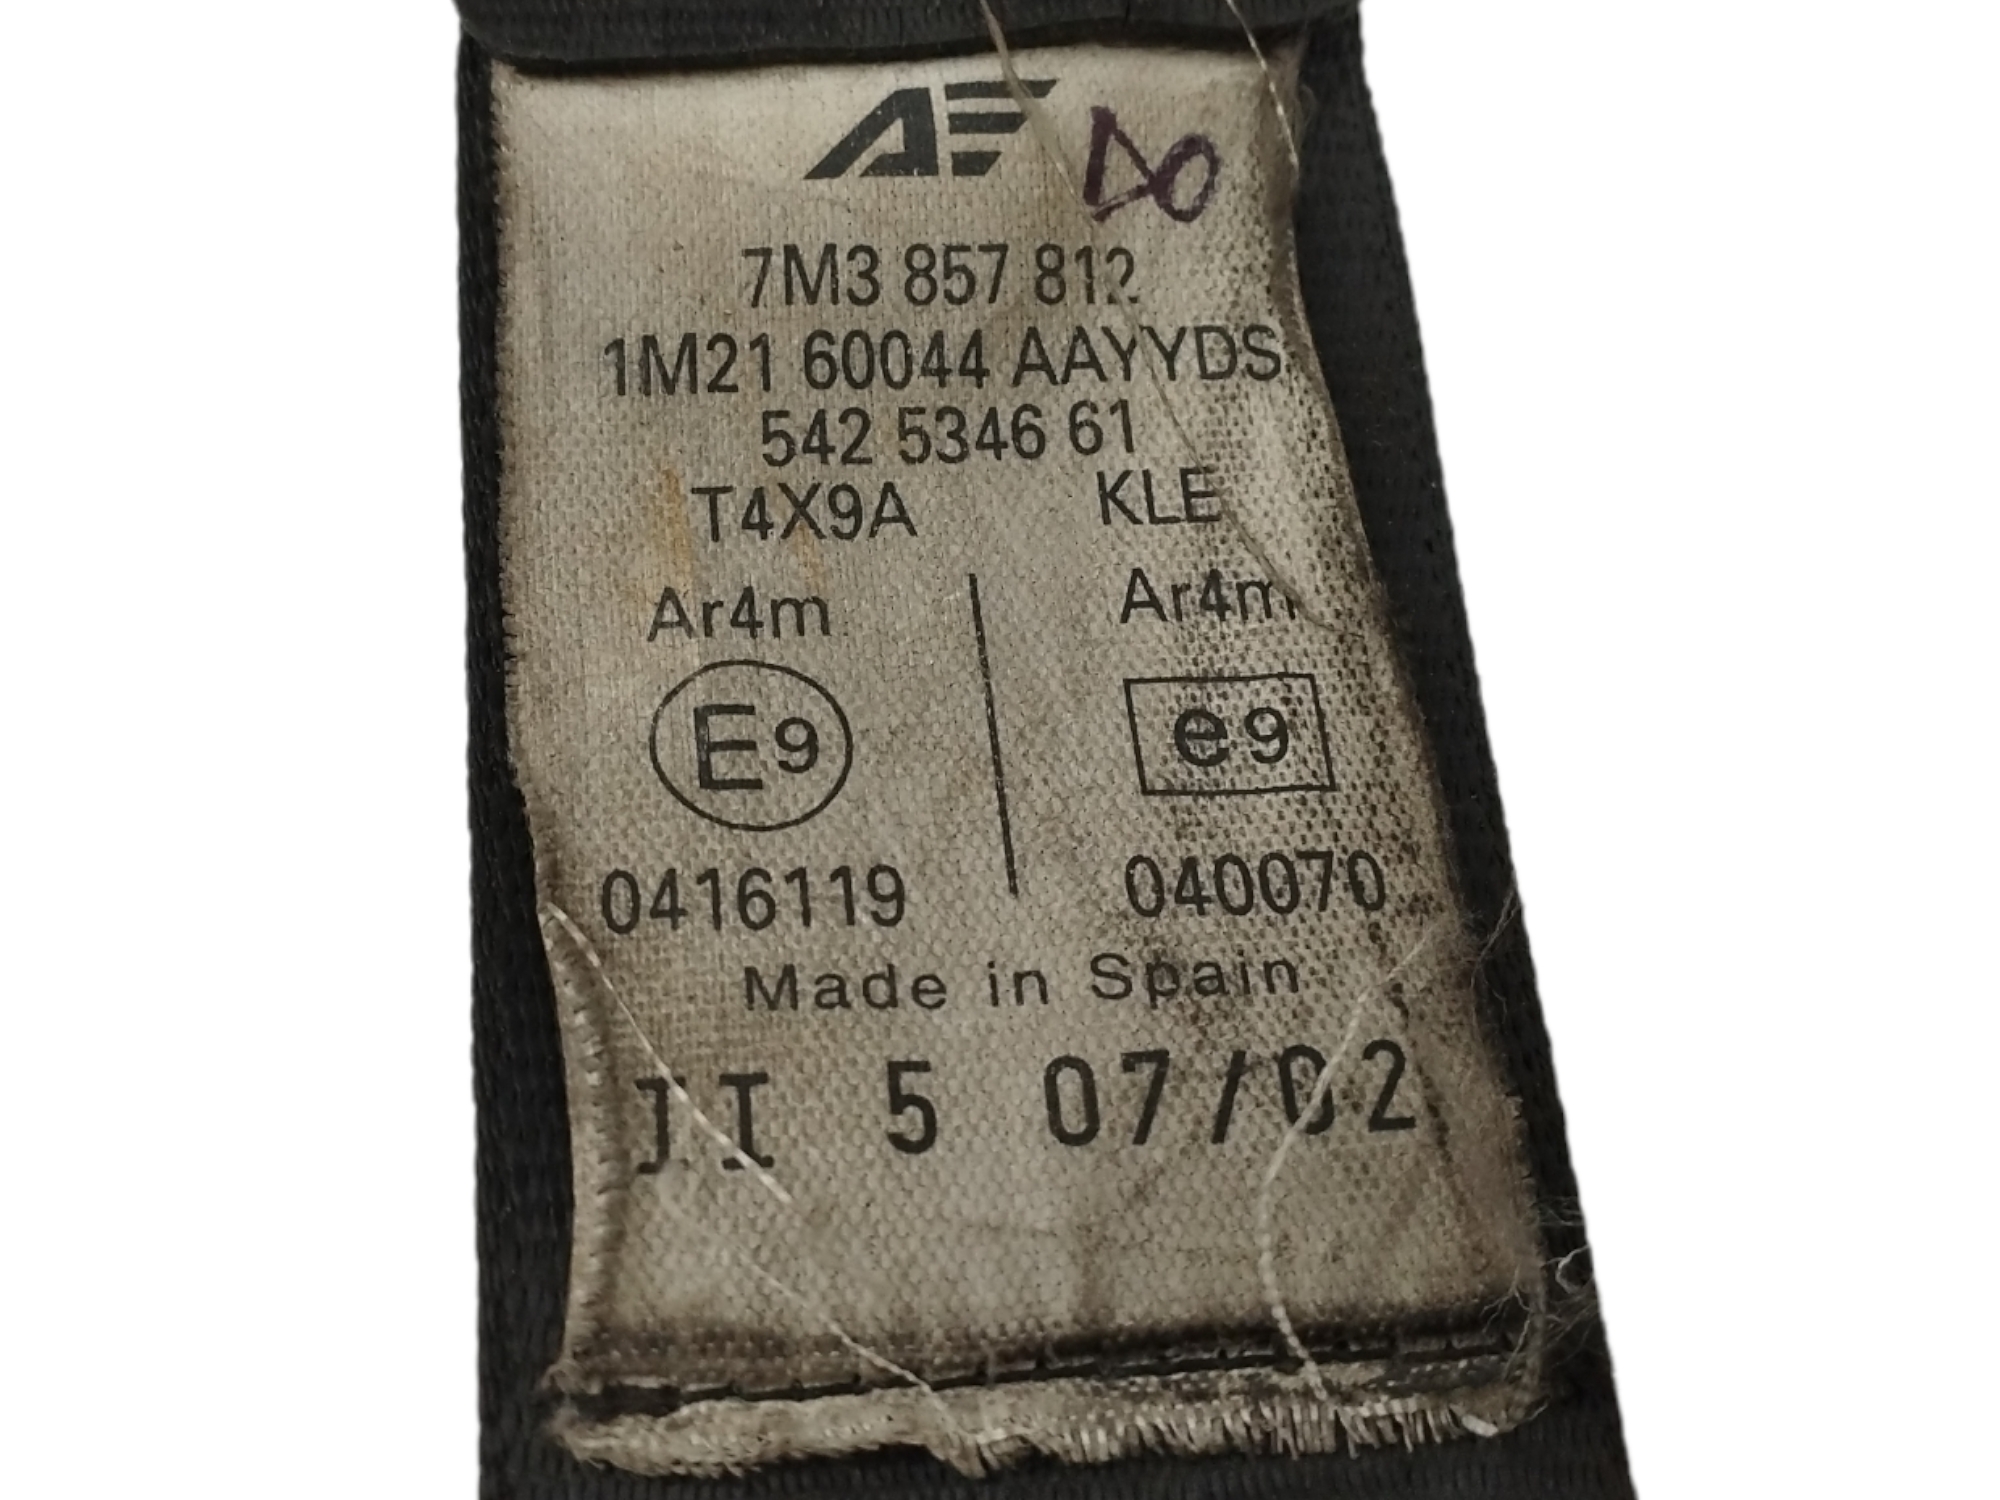 AE DO
7M3 857 812
1M21 60044 AAYYDS
542 5346 61
T4X9A KLE
Ar4m Ar4m
E9 e9
0416119 040070
Made in Spain
JI 5 07/02